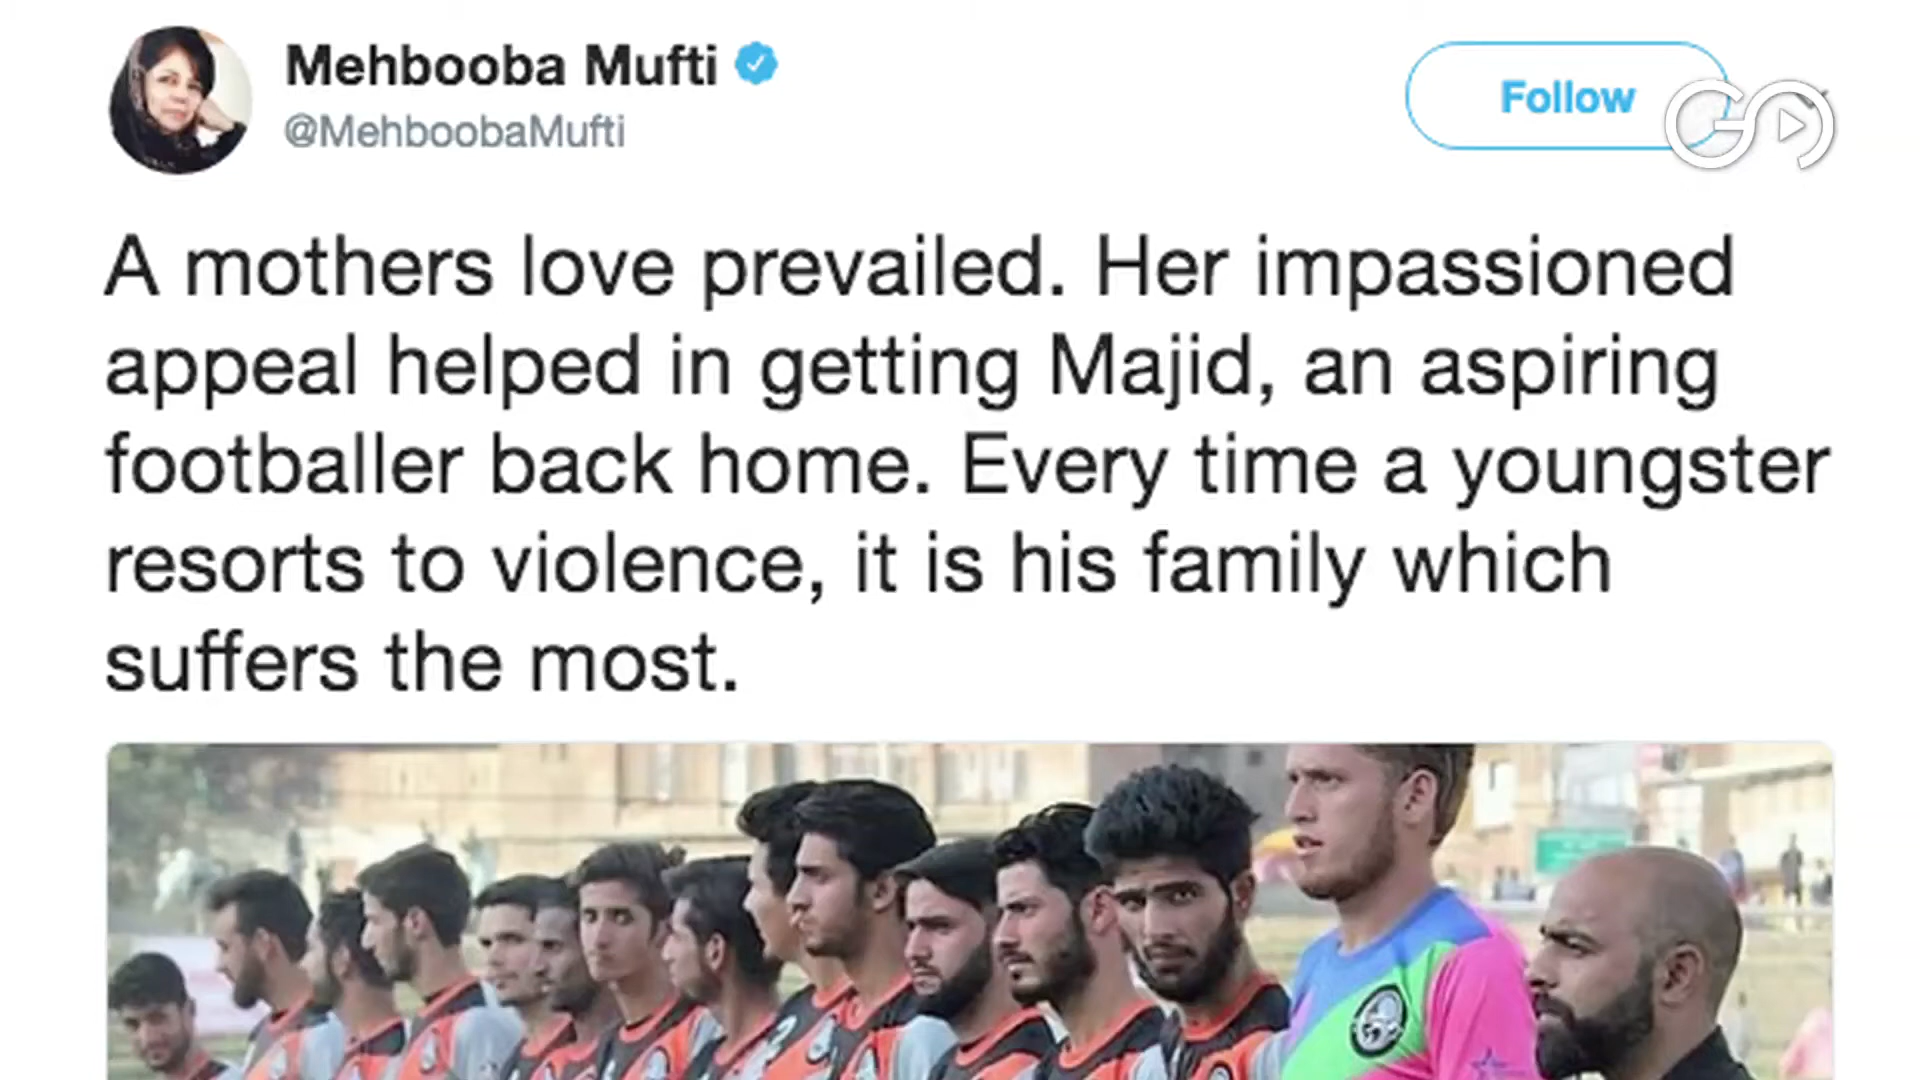 Mehbooba Mufti
@MehboobaMufti
Follow
A mothers love prevailed. Her impassioned
appeal helped in getting Majid, an aspiring
footballer back home. Every time a youngster
resorts to violence, it is his family which
suffers the most.